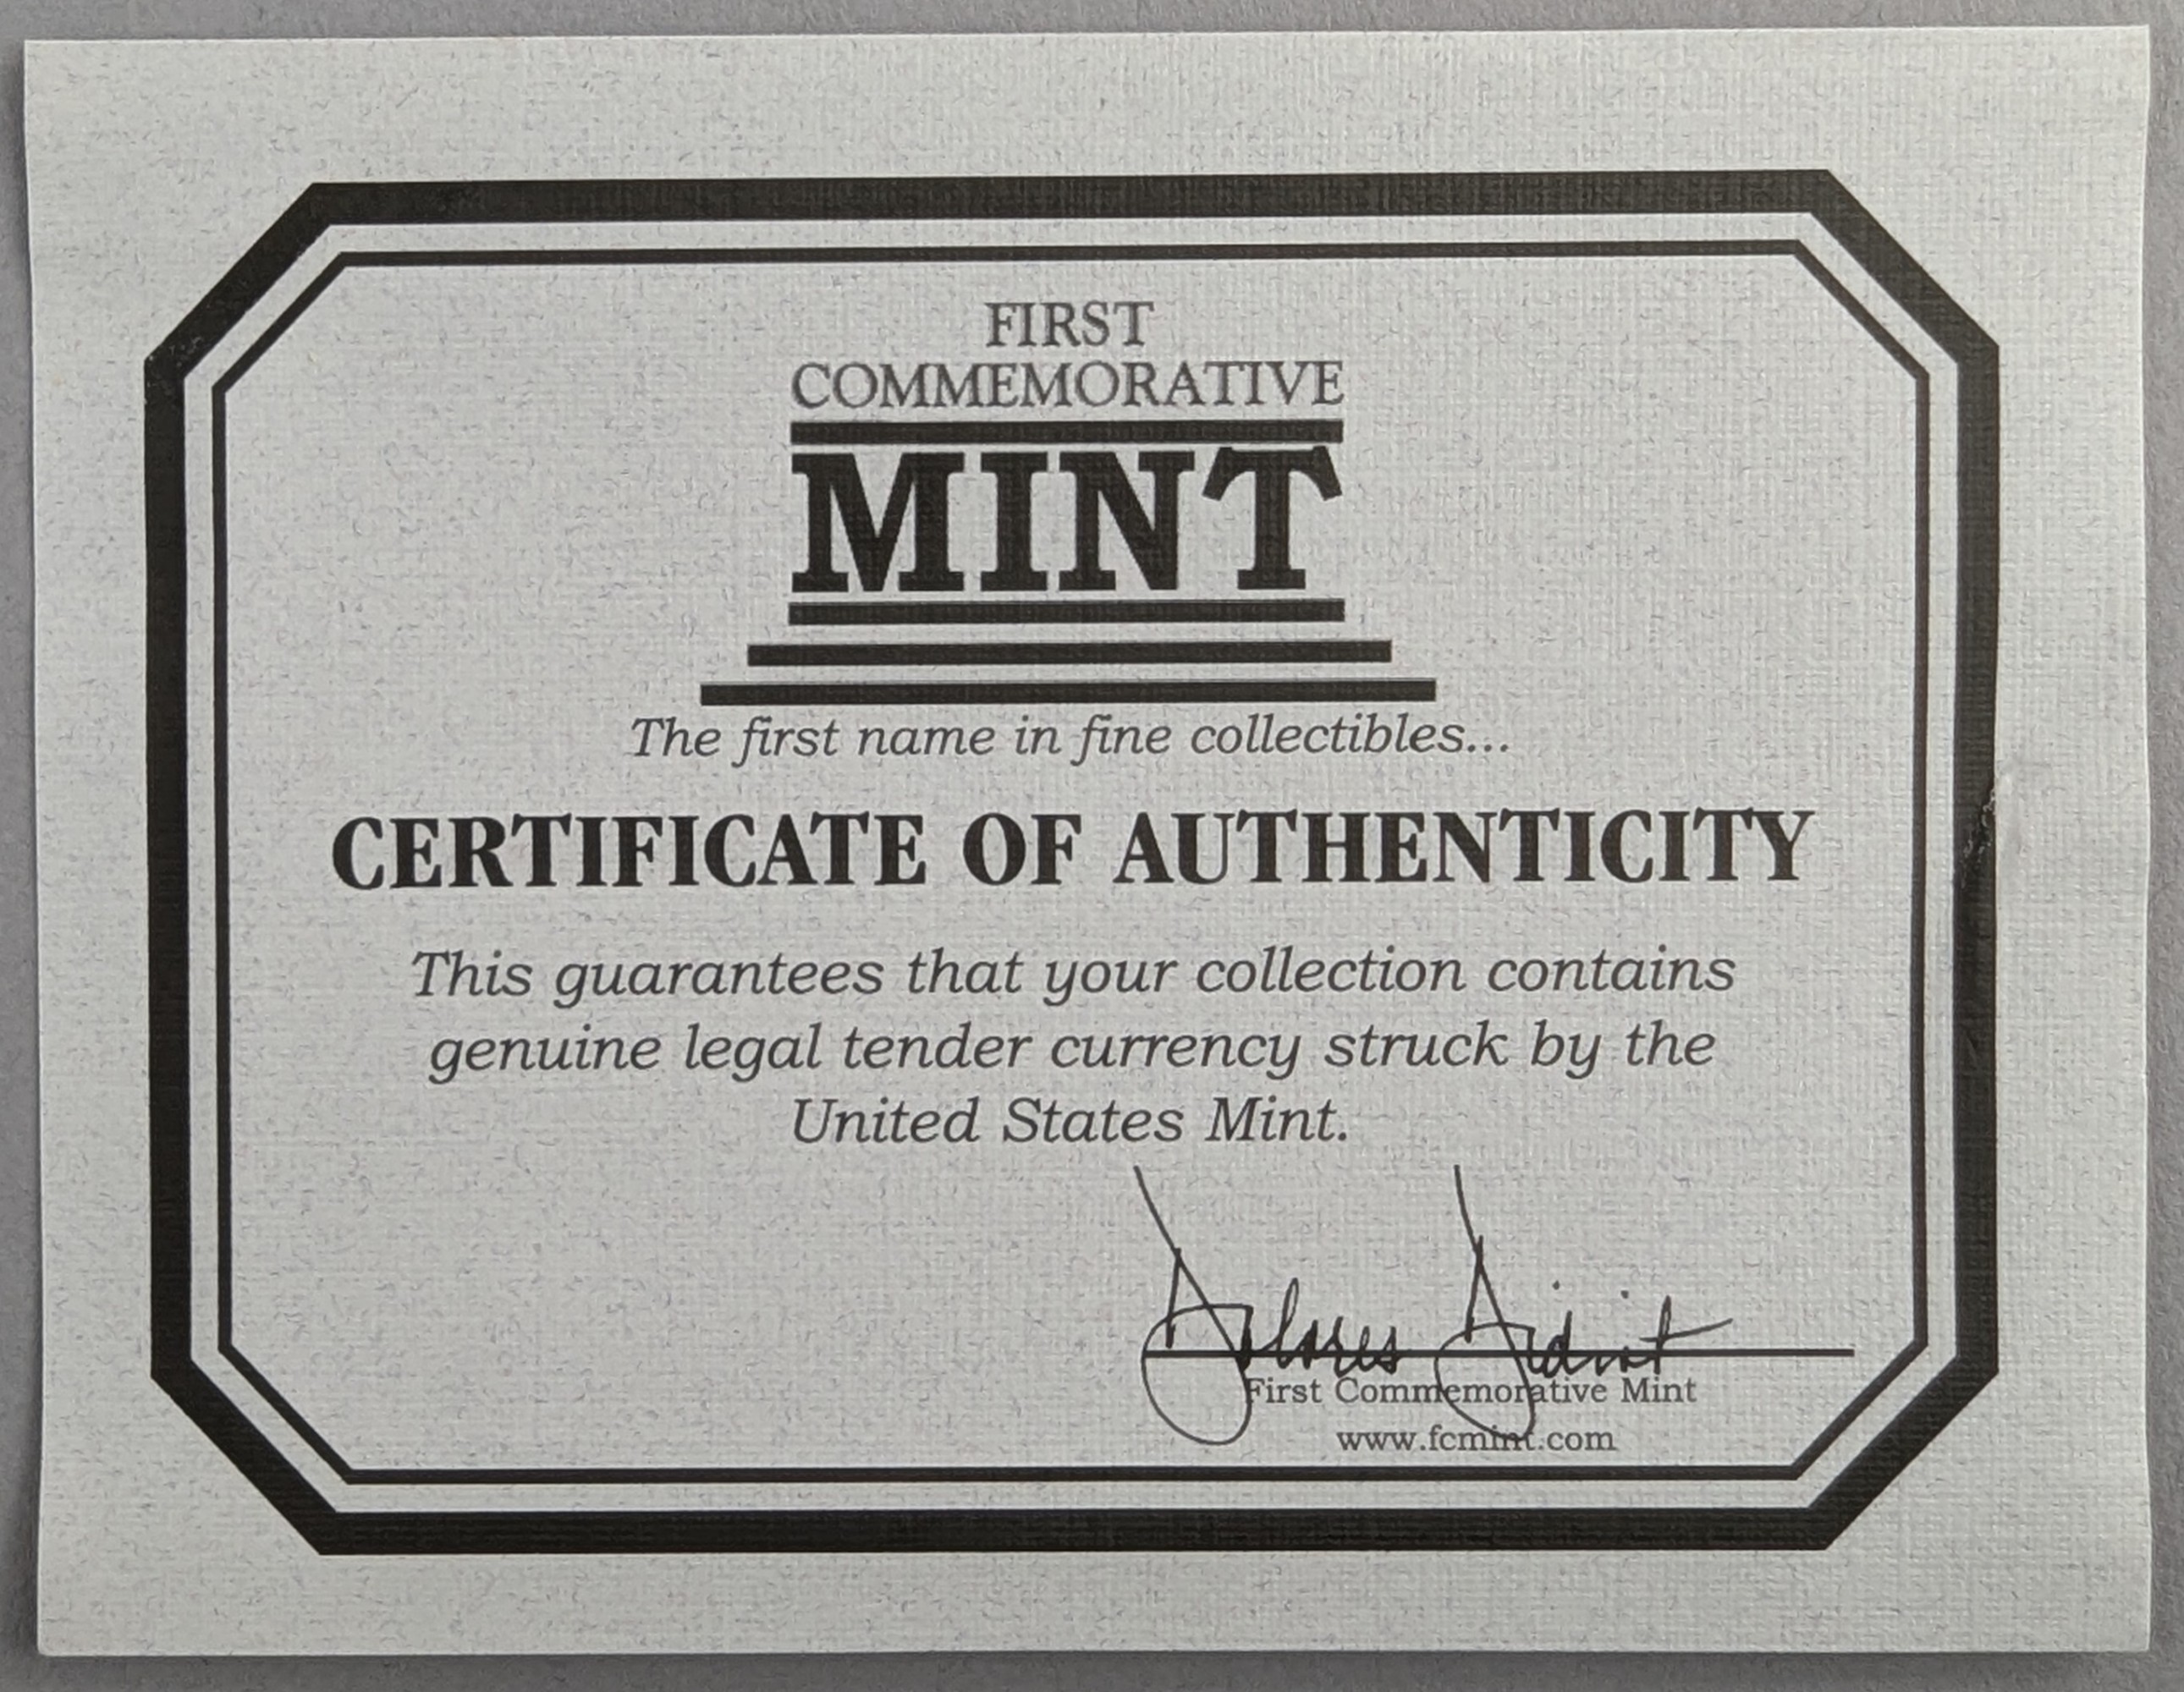 FIRST
COMMEMORATIVE
MINT
The first name in fine collectibles...
CERTIFICATE OF AUTHENTICITY
This guarantees that your collection contains
genuine legal tender currency struck by the
United States Mint.
First Commemorative Mint
www.fcmint.com